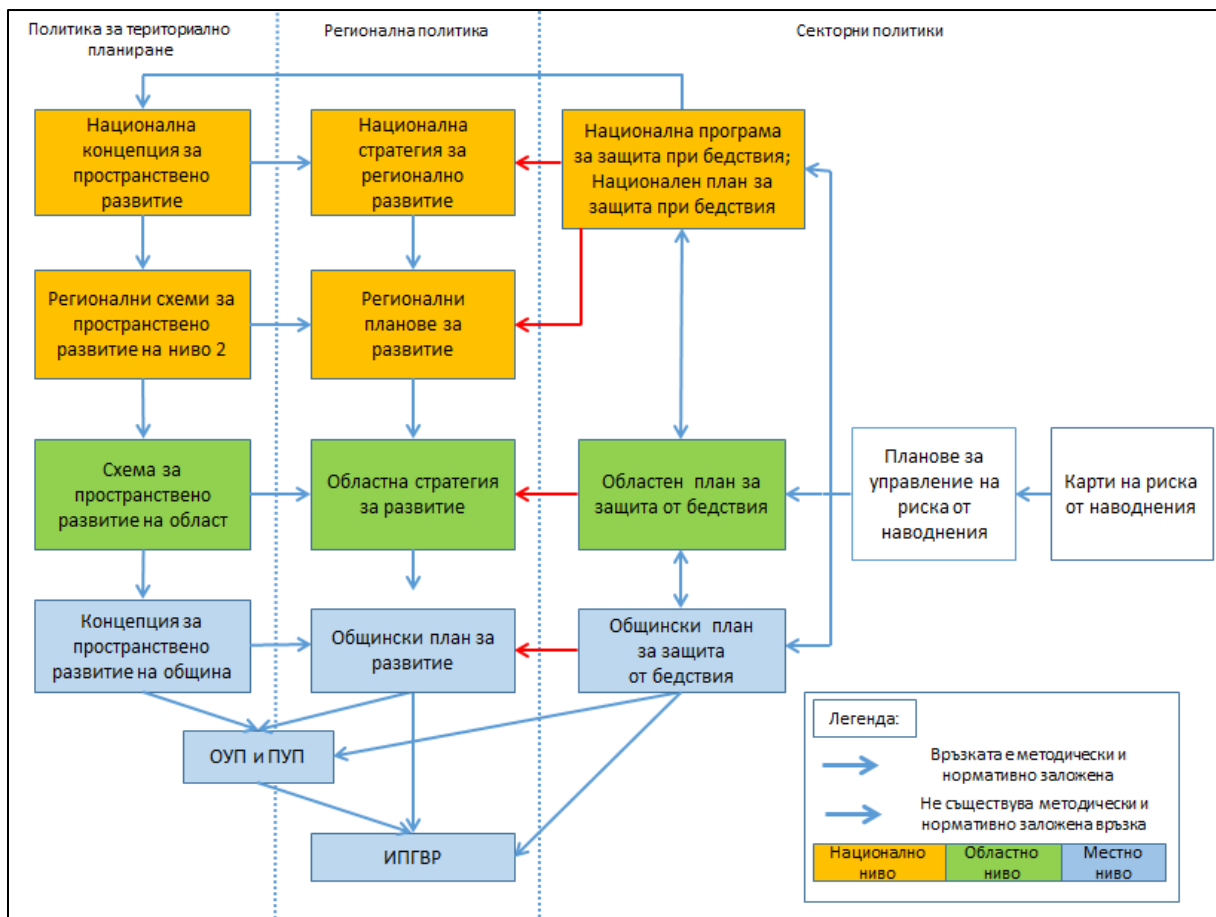 Политика за териториално
планиране
Регионална политика
Секторни политики
Национална
концепция за
пространствено
развитие
Национална
стратегия за
регионално
развитие
Национална програма
за защита при бедствия;
Национален план за
защита при бедствия
Регионални схеми за
пространствено
развитие на ниво 2
Регионални
планове за
развитие
Схема за
пространствено
развитие на област
Областна стратегия
за развитие
Областен план за
защита от бедствия
Планове за
управление на
риска от
наводнения
Карти на риска
от наводнения
Концепция за
пространствено
развитие на община
Общински план за
развитие
Общински план
за защита
от бедствия
ОУП и ПУП
ИПГВР
Легенда:
Връзката е методически и
нормативно заложена
Не съществува методически и
нормативно заложена връзка
Национално
ниво
Областно
ниво
Местно
ниво